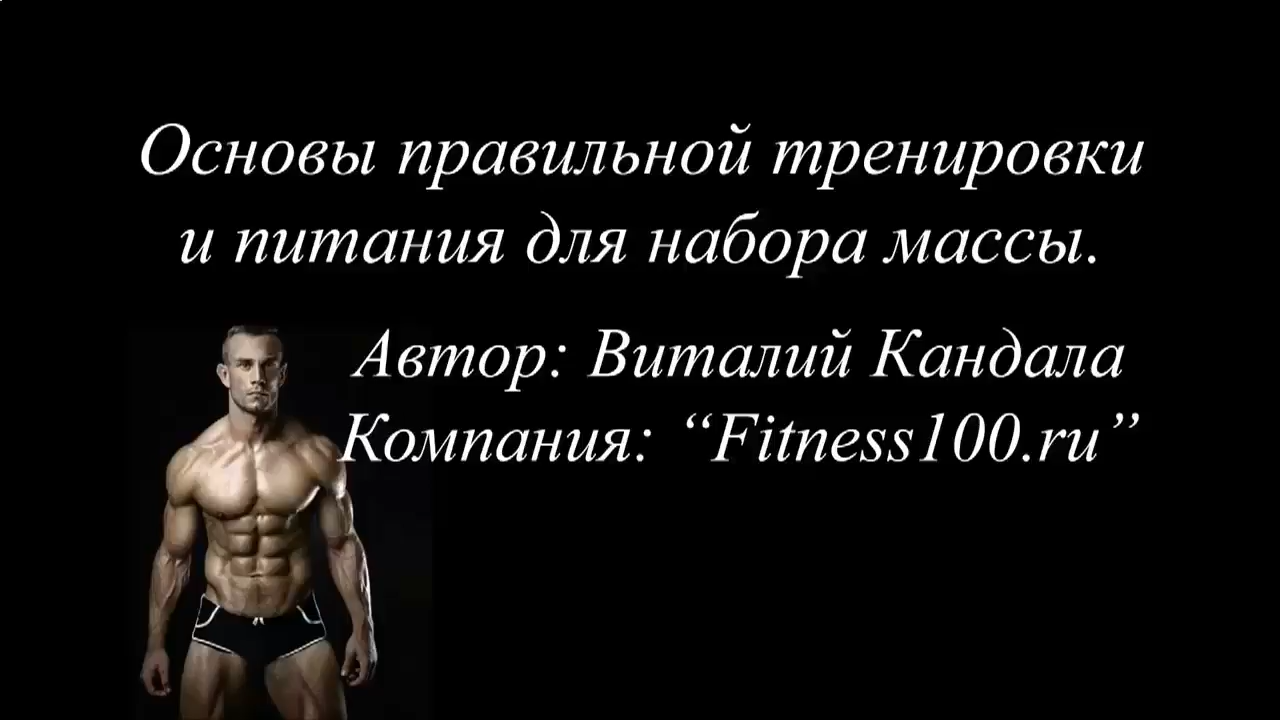 Основы правильной тренировки
и питания для набора массы.
Автор: Виталий Кандала
Компания: “Fitness100.ru”